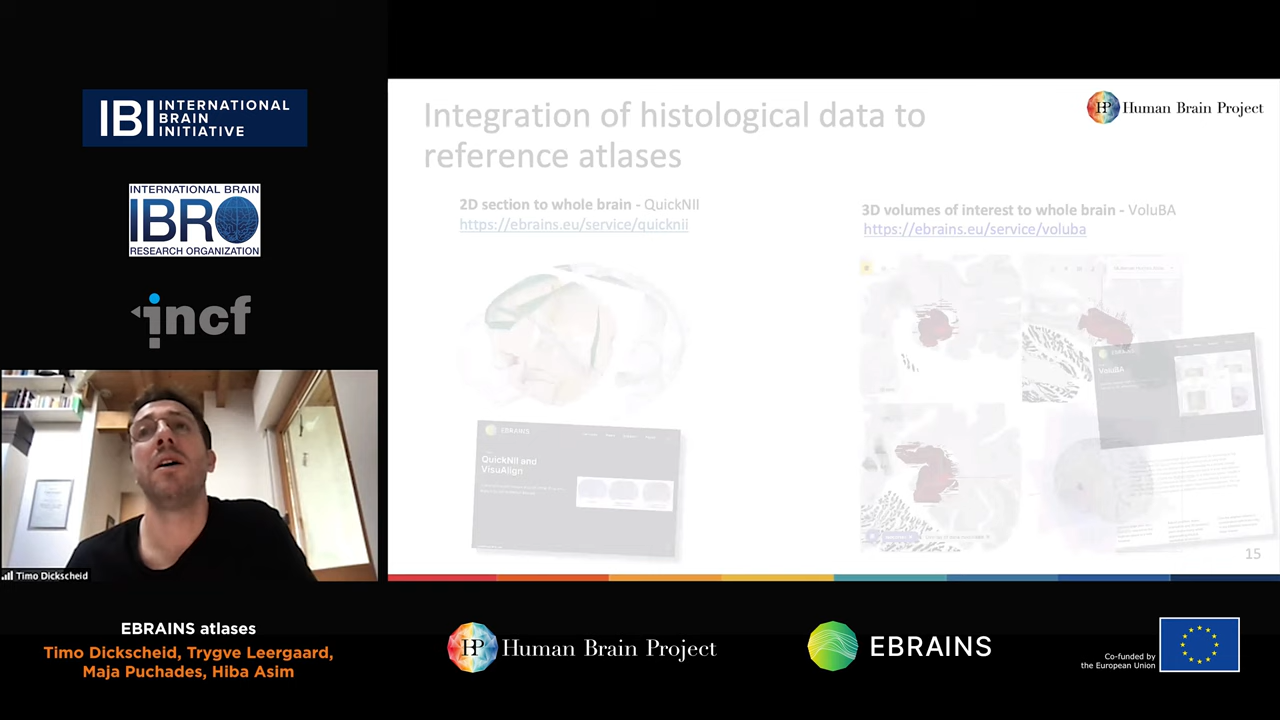 IBI INTERNATIONAL
BRAIN
INITIATIVE
INTERNATIONAL BRAIN
IBRO
RESEARCH ORGANIZATION
incf
Timo Dickscheid
EBRAINS atlases
Timo Dickscheid, Trygve Leergaard,
Maja Puchades, Hiba Asim
Integration of histological data to
reference atlases
HBP Human Brain Project
2D section to whole brain - QuickNII
https://ebrains.eu/service/quicknii
3D volumes of interest to whole brain - VoluBA
https://ebrains.eu/service/voluba
EBRAINS
QuickNII and
VisuAlign
VoluBA
15
HBP Human Brain Project
EBRAINS
Co-funded by
the European Union